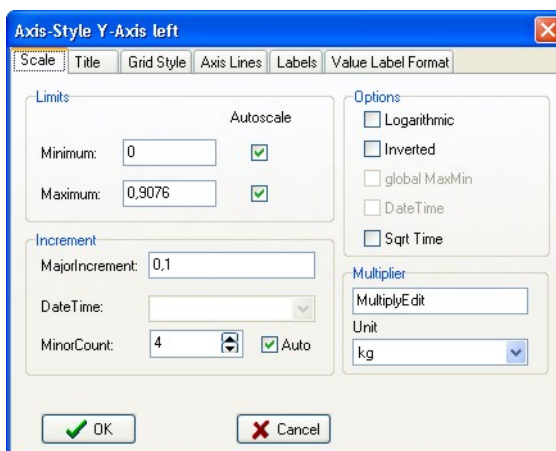 Axis-Style Y-Axis left
Scale Title Grid Style Axis Lines Labels Value Label Format
Limits
Autoscale
Minimum: 0
Maximum: 0,9076
Increment
MajorIncrement: 0,1
DateTime:
MinorCount: 4 Auto
Options
Logarithmic
Inverted
global MaxMin
DateTime
Sqrt Time
Multiplier
MultiplyEdit
Unit
kg
OK Cancel